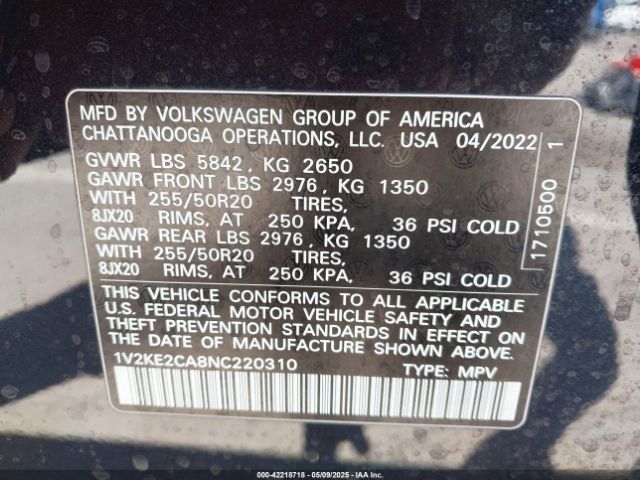 MFD BY VOLKSWAGEN GROUP OF AMERICA
CHATTANOOGA OPERATIONS, LLC. USA 04/2022
GVWR LBS 5842, KG 2650
GAWR FRONT LBS 2976, KG 1350
WITH 255/50R20 TIRES,
8JX20 RIMS, AT 250 KPA, 36 PSI COLD
GAWR REAR LBS 2976, KG 1350
WITH 255/50R20 TIRES,
8JX20 RIMS, AT 250 KPA, 36 PSI COLD
THIS VEHICLE CONFORMS TO ALL APPLICABLE
U.S. FEDERAL MOTOR VEHICLE SAFETY AND
THEFT PREVENTION STANDARDS IN EFFECT ON
THE DATE OF MANUFACTURE SHOWN ABOVE.
1V2KE2CA8NC220310 TYPE: MPV
1710500 1
000-42218718 - 05/09/2025 - IAA Inc.